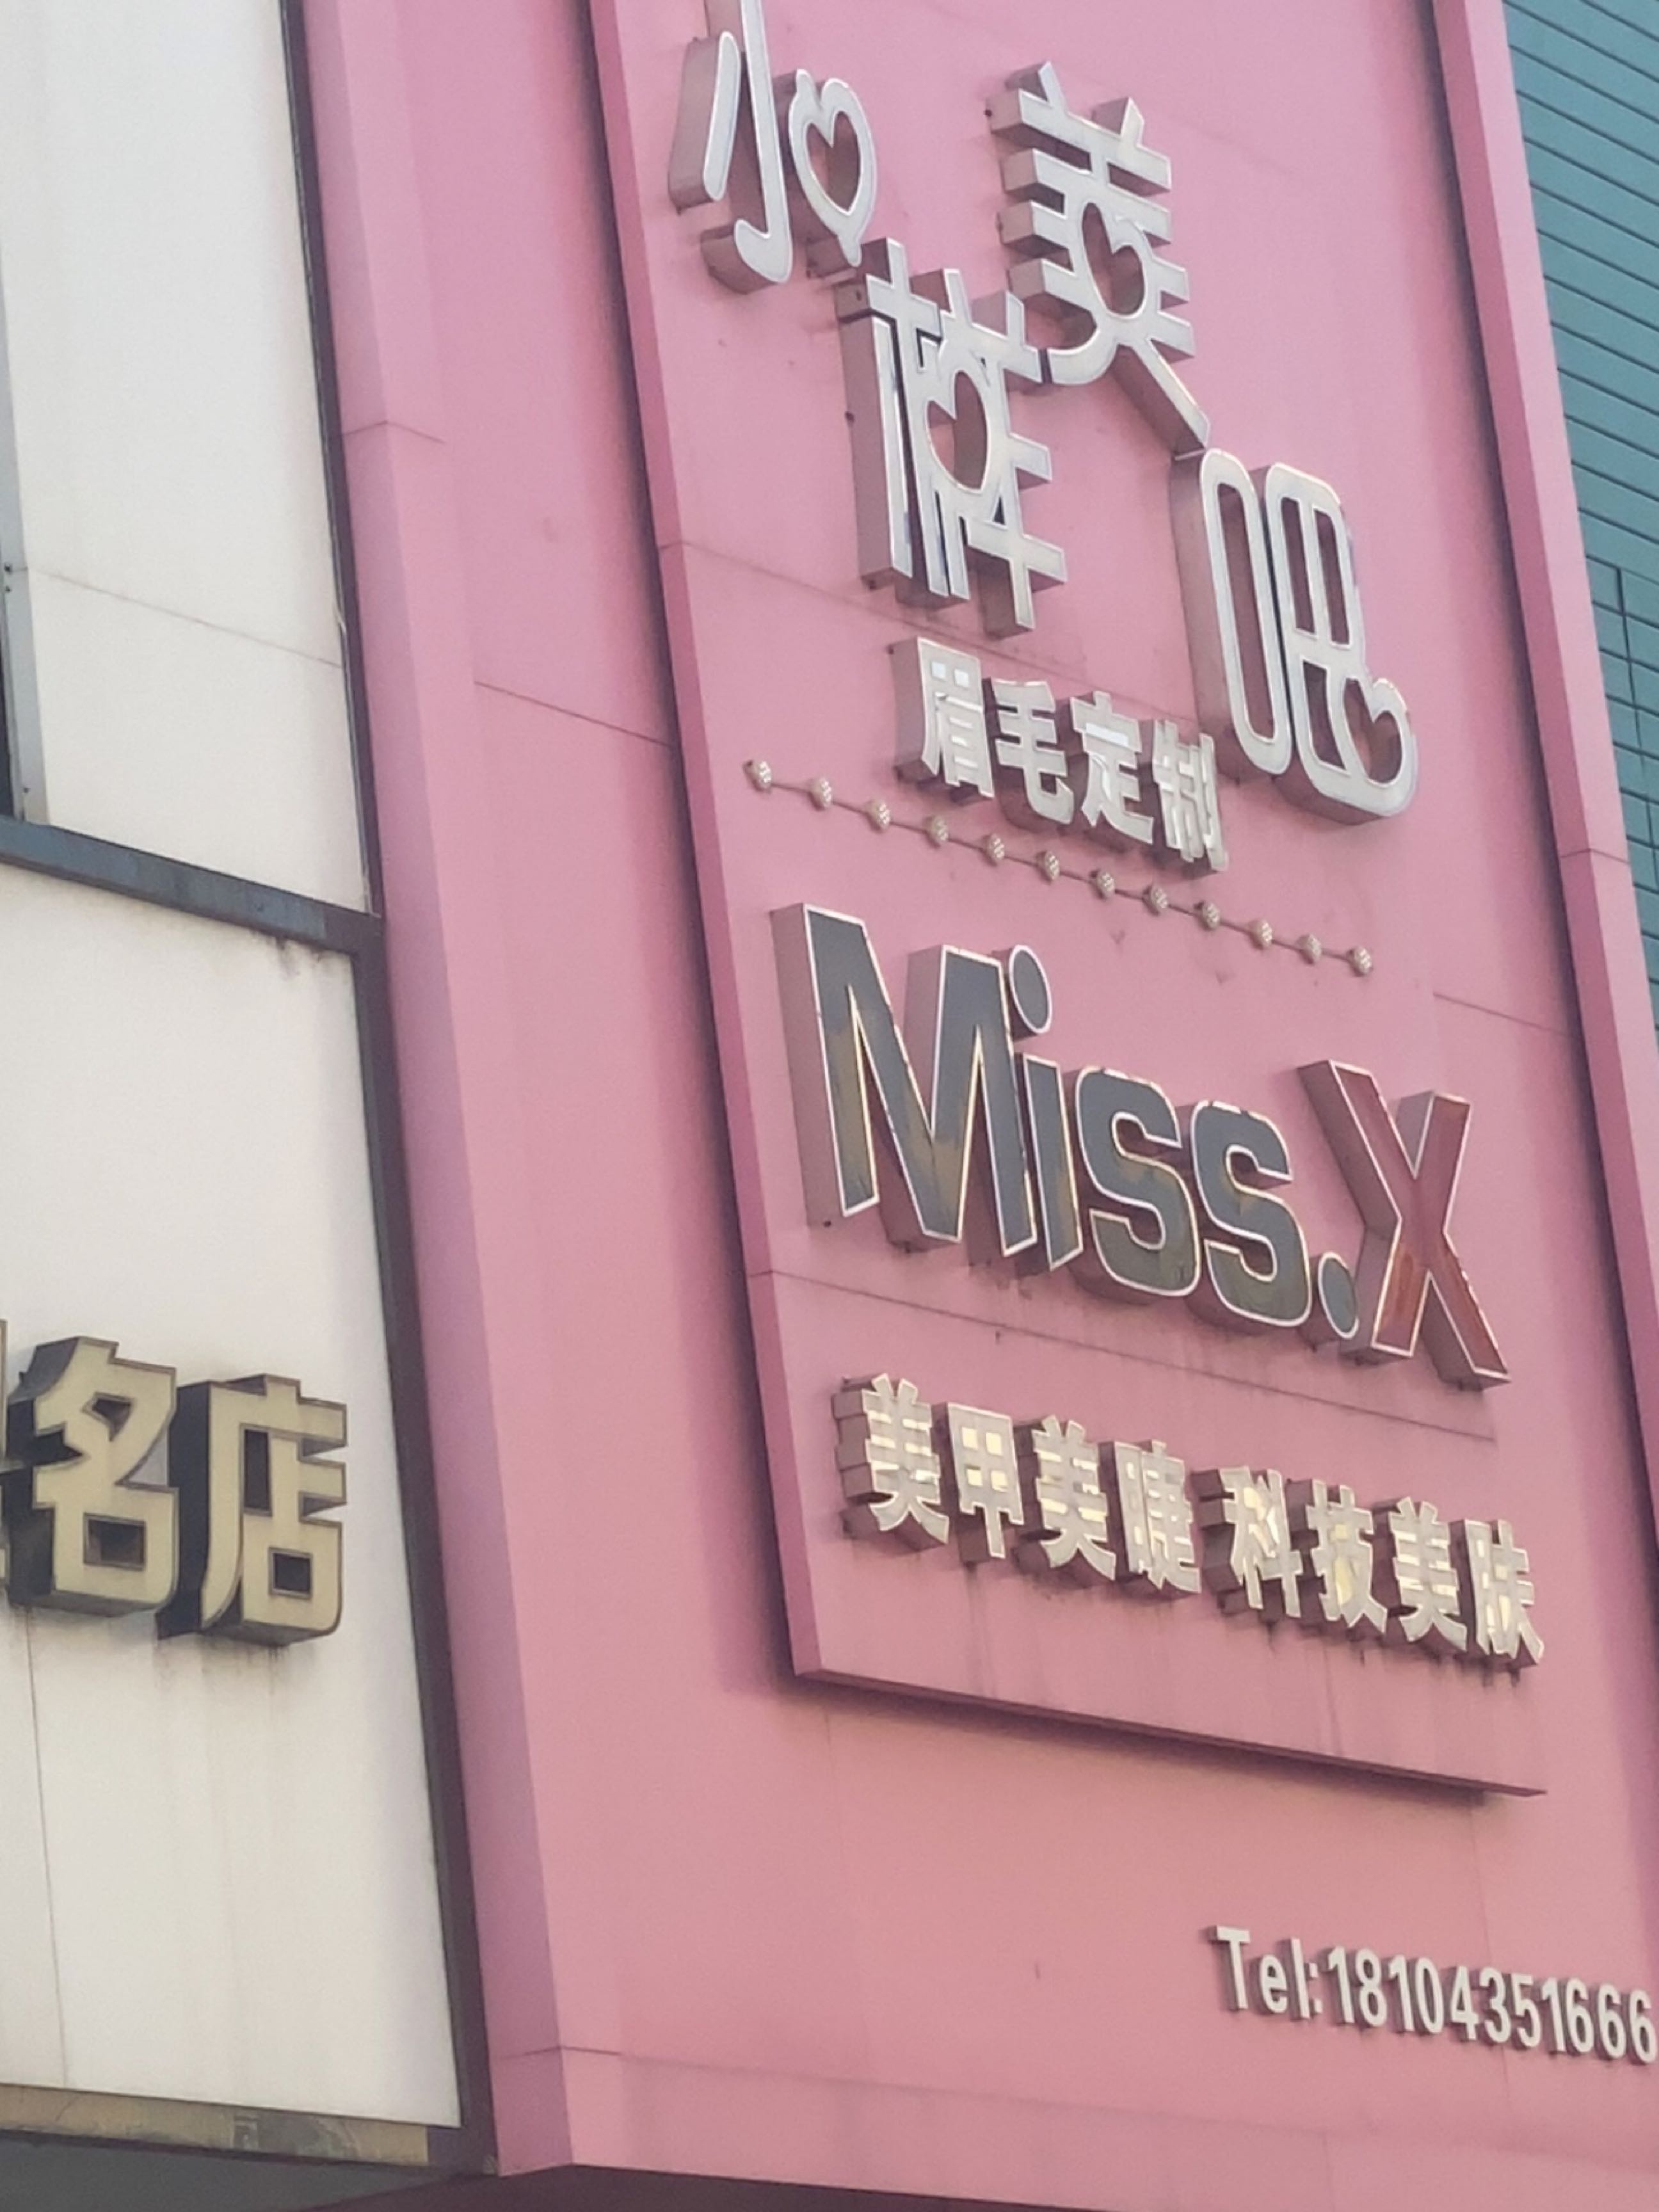 小樣美吧
眉毛定制
Miss.X
美甲美睫 科技美肤
Tel:18104351666
名店